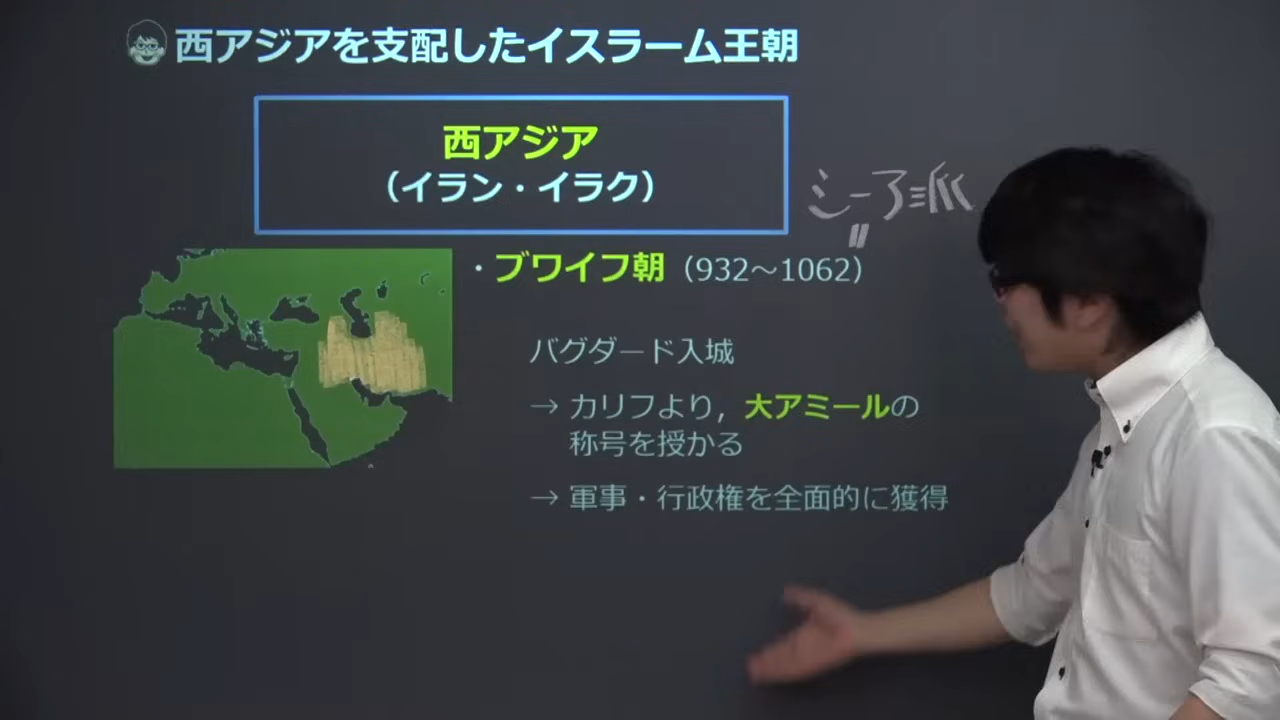 西アジアを支配したイスラーム王朝
西アジア
（イラン・イラク）
シーア派
・ブワイフ朝（932～1062）
バグダード入城
→ カリフより，大アミールの
称号を授かる
→ 軍事・行政権を全面的に獲得